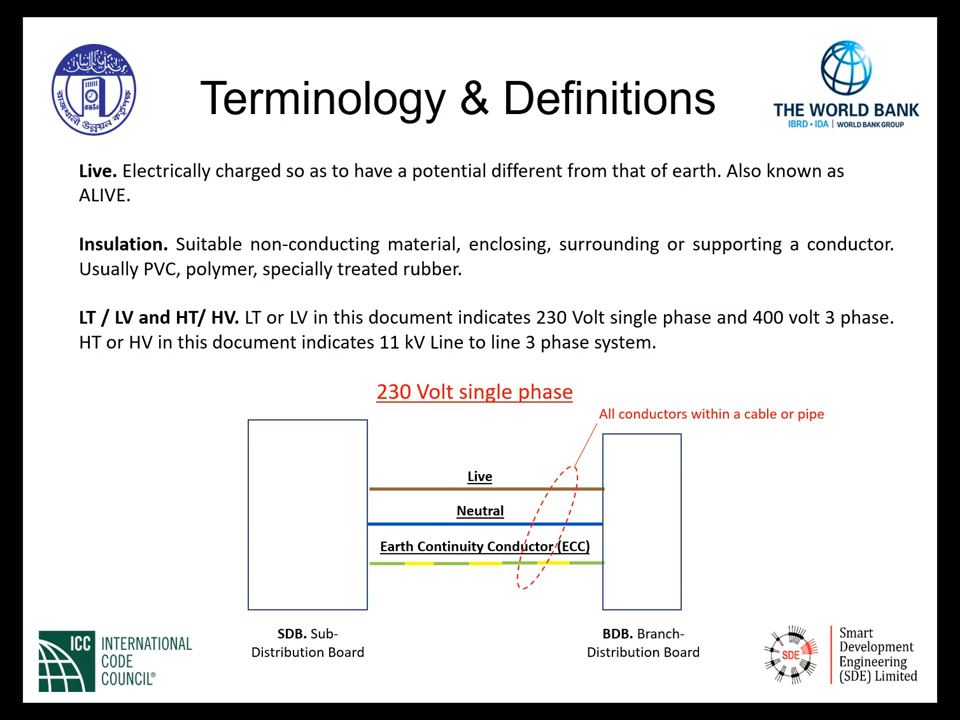 Terminology & Definitions
THE WORLD BANK
IBRD • IDA | WORLD BANK GROUP
Live. Electrically charged so as to have a potential different from that of earth. Also known as
ALIVE.
Insulation. Suitable non-conducting material, enclosing, surrounding or supporting a conductor.
Usually PVC, polymer, specially treated rubber.
LT / LV and HT/ HV. LT or LV in this document indicates 230 Volt single phase and 400 volt 3 phase.
HT or HV in this document indicates 11 kV Line to line 3 phase system.
230 Volt single phase
All conductors within a cable or pipe
Live
Neutral
Earth Continuity Conductor (ECC)
SDB. Sub-
Distribution Board
BDB. Branch-
Distribution Board
ICC INTERNATIONAL
CODE
COUNCIL®
SDE
Smart
Development
Engineering
(SDE) Limited